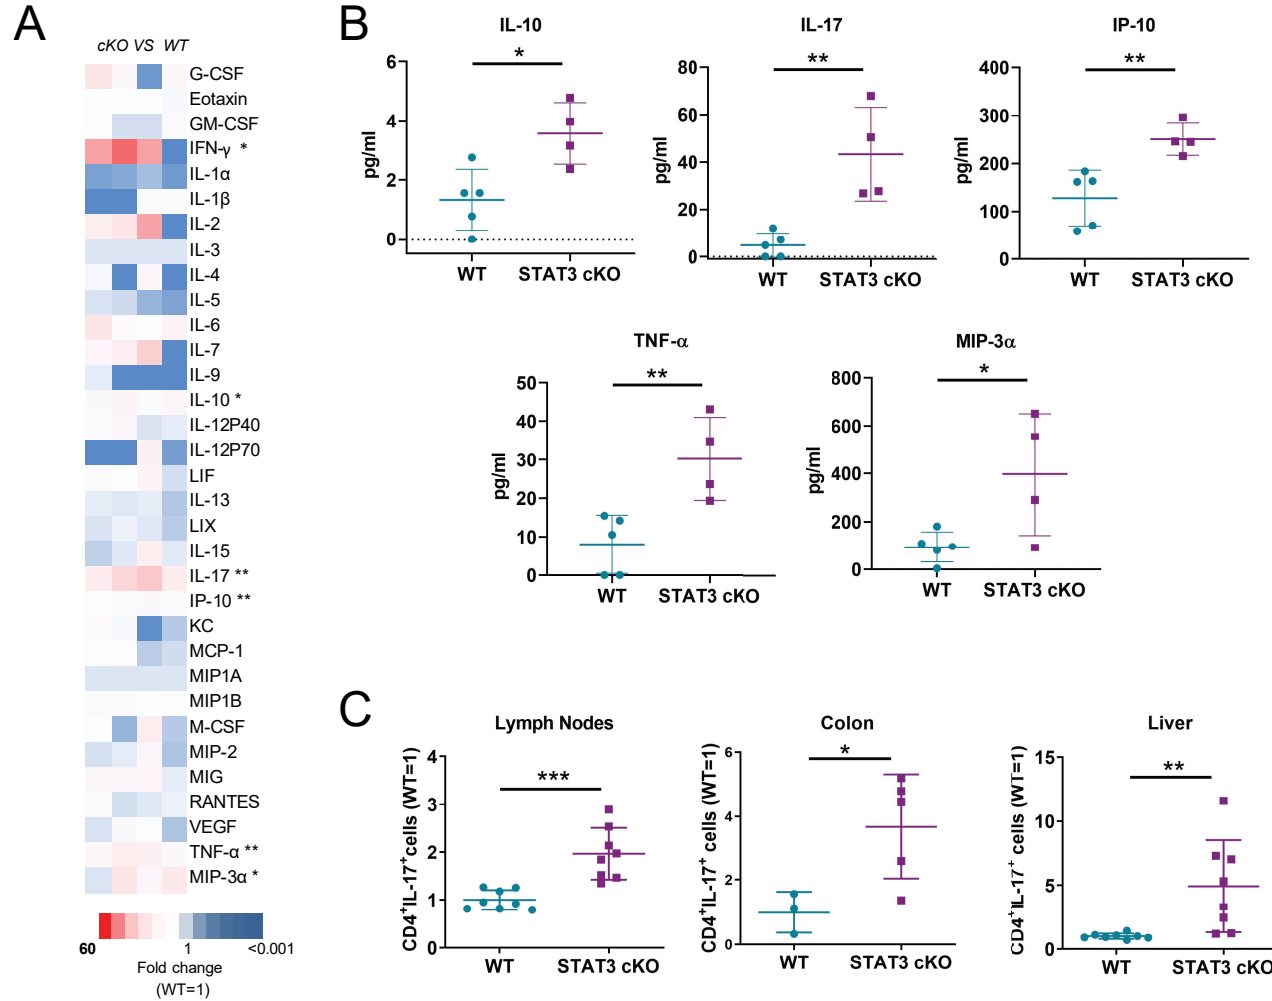 A
cKO VS WT
G-CSF
Eotaxin
GM-CSF
IFN-γ *
IL-1α
IL-1β
IL-2
IL-3
IL-4
IL-5
IL-6
IL-7
IL-9
IL-10 *
IL-12P40
IL-12P70
LIF
IL-13
LIX
IL-15
IL-17 **
IP-10 **
KC
MCP-1
MIP1A
MIP1B
M-CSF
MIP-2
MIG
RANTES
VEGF
TNF-α **
MIP-3α *
60 1 <0.001
Fold change
(WT=1)
B
IL-10
*
pg/ml
6
4
2
0
WT STAT3 cKO
IL-17
**
pg/ml
80
60
40
20
0
WT STAT3 cKO
IP-10
**
pg/ml
400
300
200
100
0
WT STAT3 cKO
TNF-α
**
pg/ml
50
40
30
20
10
0
WT STAT3 cKO
MIP-3α
*
pg/ml
800
600
400
200
0
WT STAT3 cKO
C
Lymph Nodes
***
CD4⁺IL-17⁺cells (WT=1)
4
3
2
1
0
WT STAT3 cKO
Colon
*
CD4⁺IL-17⁺ cells (WT=1)
6
4
2
0
WT STAT3 cKO
Liver
**
CD4⁺IL-17⁺ cells (WT=1)
15
10
5
0
WT STAT3 cKO